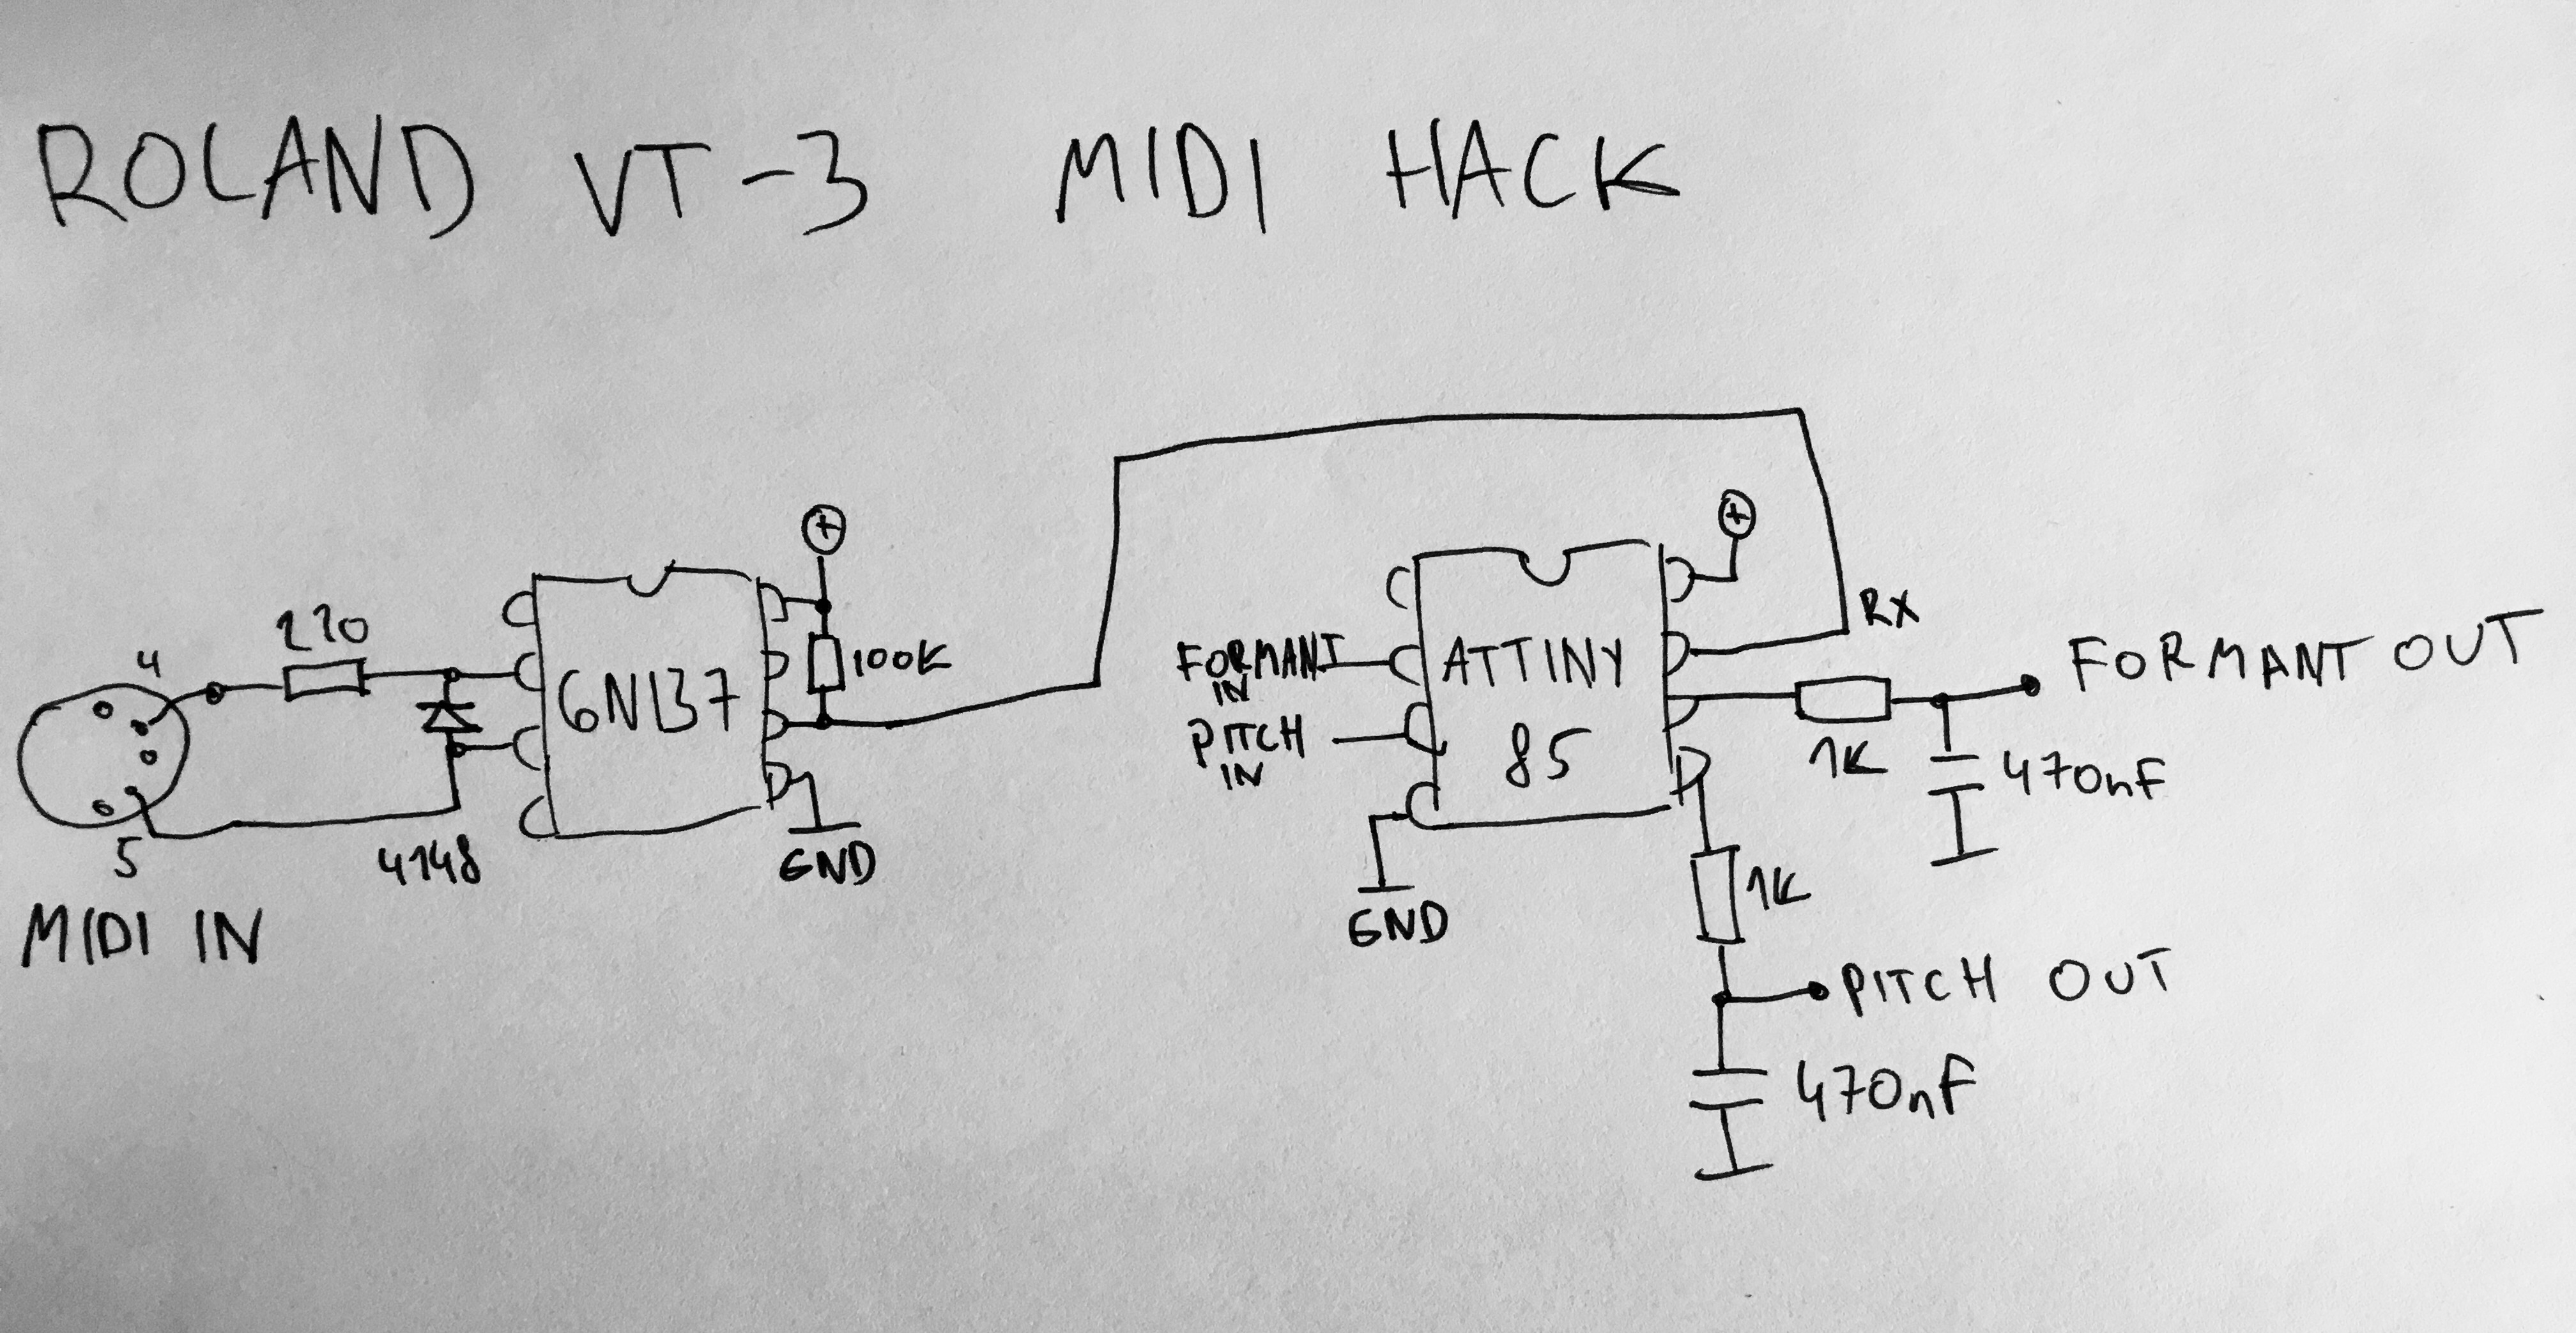 ROLAND VT-3 MIDI HACK
4
220
5
MIDI IN
4148
6N137
+
100K
GND
FORMANT
IN
PITCH
IN
ATTINY
85
+
RX
GND
1K
470nF
FORMANT OUT
1K
PITCH OUT
470nF